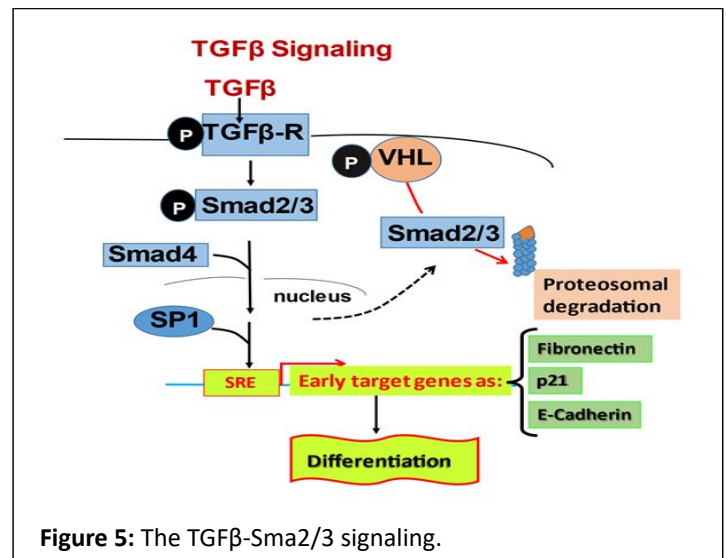 TGFβ Signaling
TGFβ
P
TGFβ-R
P
VHL
P
Smad2/3
Smad2/3
Smad4
nucleus
Proteosomal
degradation
SP1
SRE
Early target genes as:
Fibronectin
p21
E-Cadherin
Differentiation
Figure 5: The TGFβ-Sma2/3 signaling.